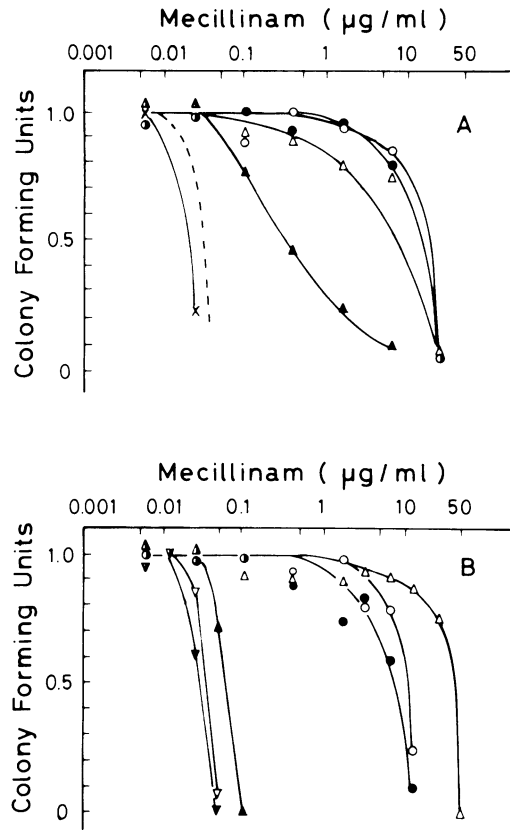 Mecillinam ( µg/ml )
0.001 0.01 0.1 1 10 50
A
1.0
0.5
0
Colony Forming Units
Mecillinam ( µg/ml )
0.001 0.01 0.1 1 10 50
B
1.0
0.5
0
Colony Forming Units